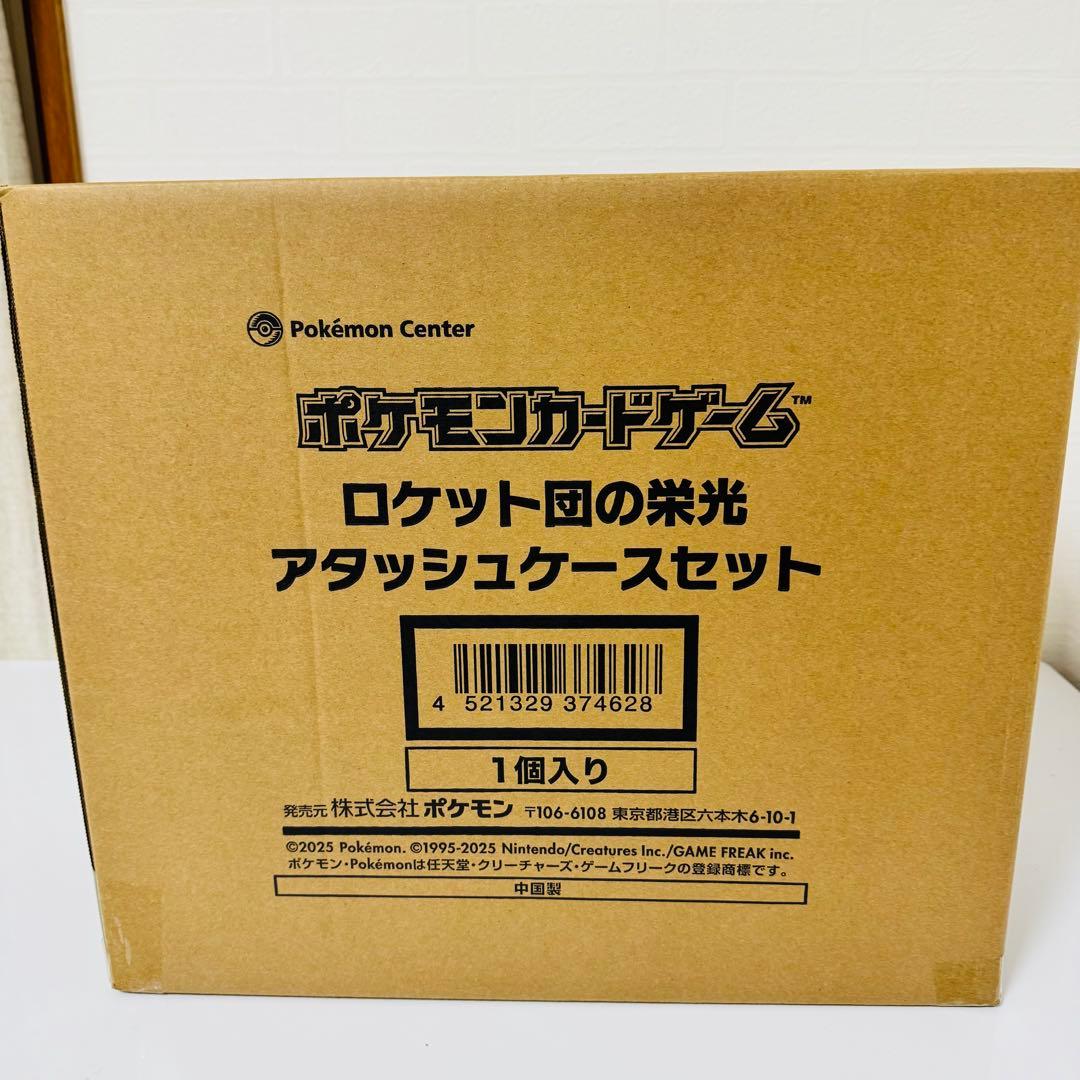 Pokémon Center
ポケモンカードゲーム™
ロケット団の栄光
アタッシュケースセット
4 521329 374628
1個入り
発売元 株式会社 ポケモン 〒106-6108 東京都港区六本木6-10-1
©2025 Pokémon. ©1995-2025 Nintendo/Creatures Inc./GAME FREAK inc.
ポケモン・Pokémonは任天堂・クリーチャーズ・ゲームフリークの登録商標です。
中国製